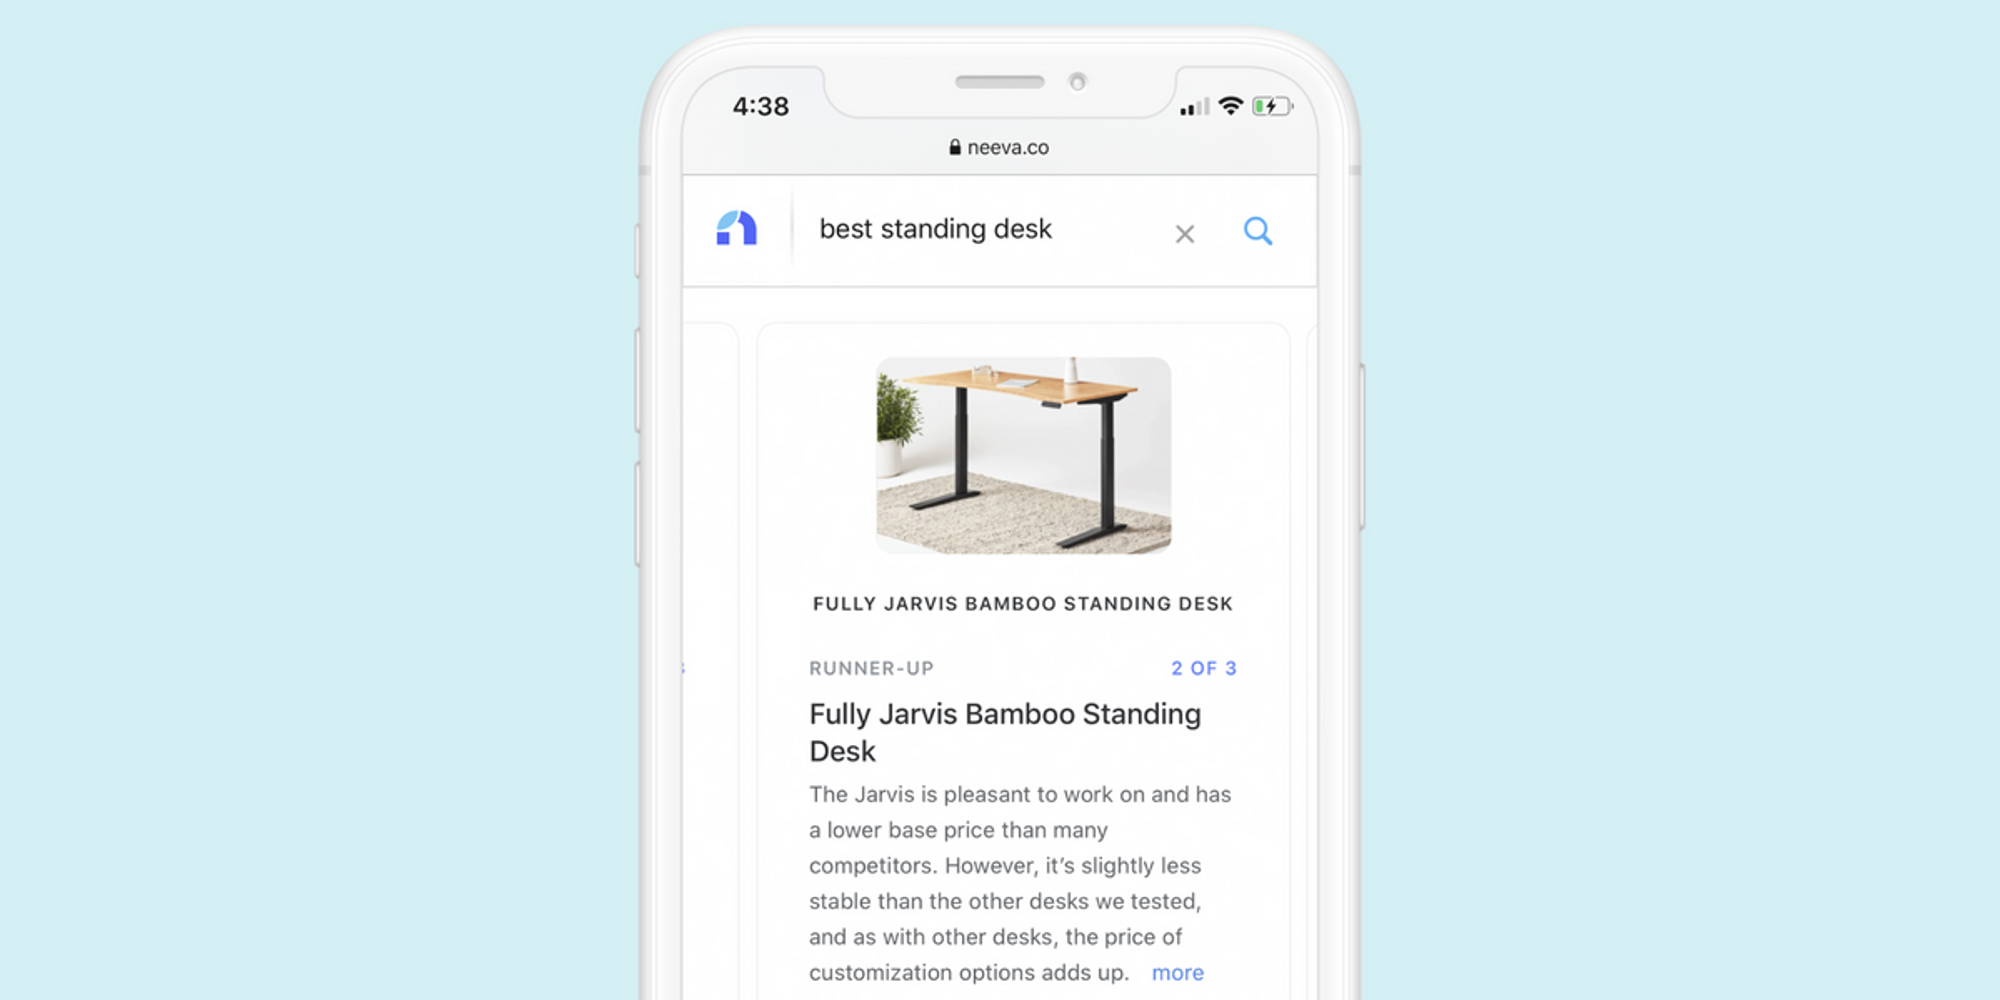 4:38
neeva.co
best standing desk
FULLY JARVIS BAMBOO STANDING DESK
RUNNER-UP 2 OF 3
Fully Jarvis Bamboo Standing
Desk
The Jarvis is pleasant to work on and has
a lower base price than many
competitors. However, it’s slightly less
stable than the other desks we tested,
and as with other desks, the price of
customization options adds up. more